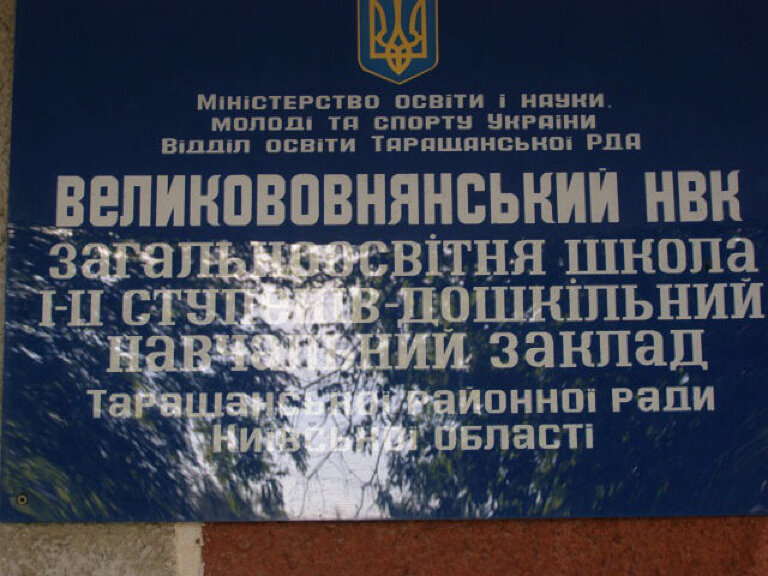 Міністерство освіти і науки,
молоді та спорту України
Відділ освіти Таращанської РДА
ВЕЛИКОВОВНЯНСЬКИЙ НВК
ЗАГАЛЬНООСВІТНЯ ШКОЛА
І-ІІ СТУПЕНІВ-ДОШКІЛЬНИЙ
НАВЧАЛЬНИЙ ЗАКЛАД
Таращанської районної ради
Київської області